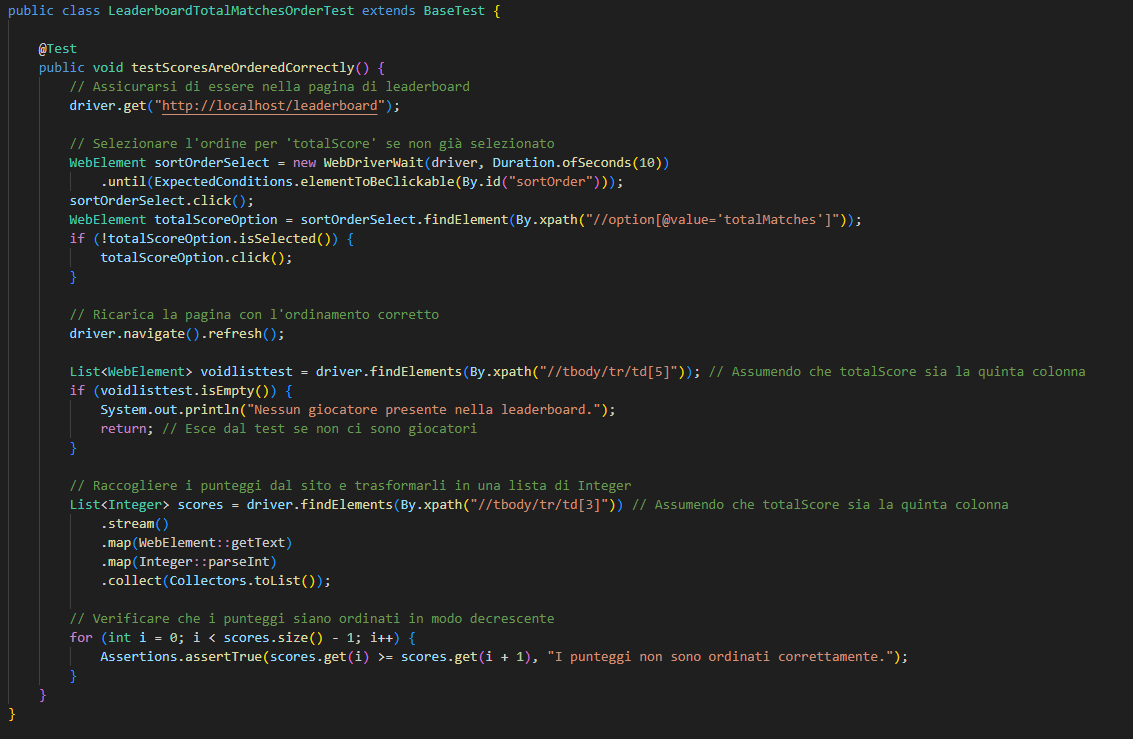 public class LeaderboardTotalMatchesOrderTest extends BaseTest {
@Test
public void testScoresAreOrderedCorrectly() {
// Assicurarsi di essere nella pagina di leaderboard
driver.get("http://localhost/leaderboard");
// Selezionare l'ordine per 'totalScore' se non già selezionato
WebElement sortOrderSelect = new WebDriverWait(driver, Duration.ofSeconds(10))
.until(ExpectedConditions.elementToBeClickable(By.id("sortOrder")));
sortOrderSelect.click();
WebElement totalScoreOption = sortOrderSelect.findElement(By.xpath("//option[@value='totalMatches']"));
if (!totalScoreOption.isSelected()) {
totalScoreOption.click();
}
// Ricarica la pagina con l'ordinamento corretto
driver.navigate().refresh();
List<WebElement> voidlisttest = driver.findElements(By.xpath("//tbody/tr/td[5]")); // Assumendo che totalScore sia la quinta colonna
if (voidlisttest.isEmpty()) {
System.out.println("Nessun giocatore presente nella leaderboard.");
return; // Esce dal test se non ci sono giocatori
}
// Raccogliere i punteggi dal sito e trasformarli in una lista di Integer
List<Integer> scores = driver.findElements(By.xpath("//tbody/tr/td[3]")) // Assumendo che totalScore sia la quinta colonna
.stream()
.map(WebElement::getText)
.map(Integer::parseInt)
.collect(Collectors.toList());
// Verificare che i punteggi siano ordinati in modo decrescente
for (int i = 0; i < scores.size() - 1; i++) {
Assertions.assertTrue(scores.get(i) >= scores.get(i + 1), "I punteggi non sono ordinati correttamente.");
}
}
}